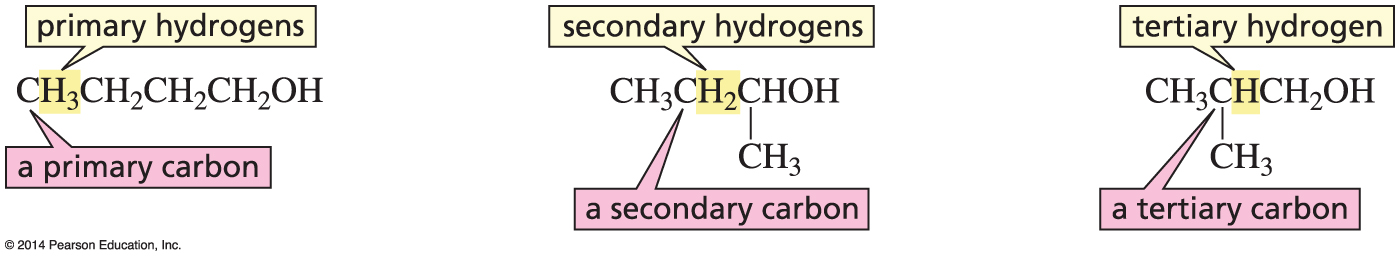 primary hydrogens
secondary hydrogens
tertiary hydrogen
CH₃CH₂CH₂CH₂OH
CH₃CH₂CHOH
CH₃CHCH₂OH
CH₃
CH₃
a primary carbon
a secondary carbon
a tertiary carbon
© 2014 Pearson Education, Inc.